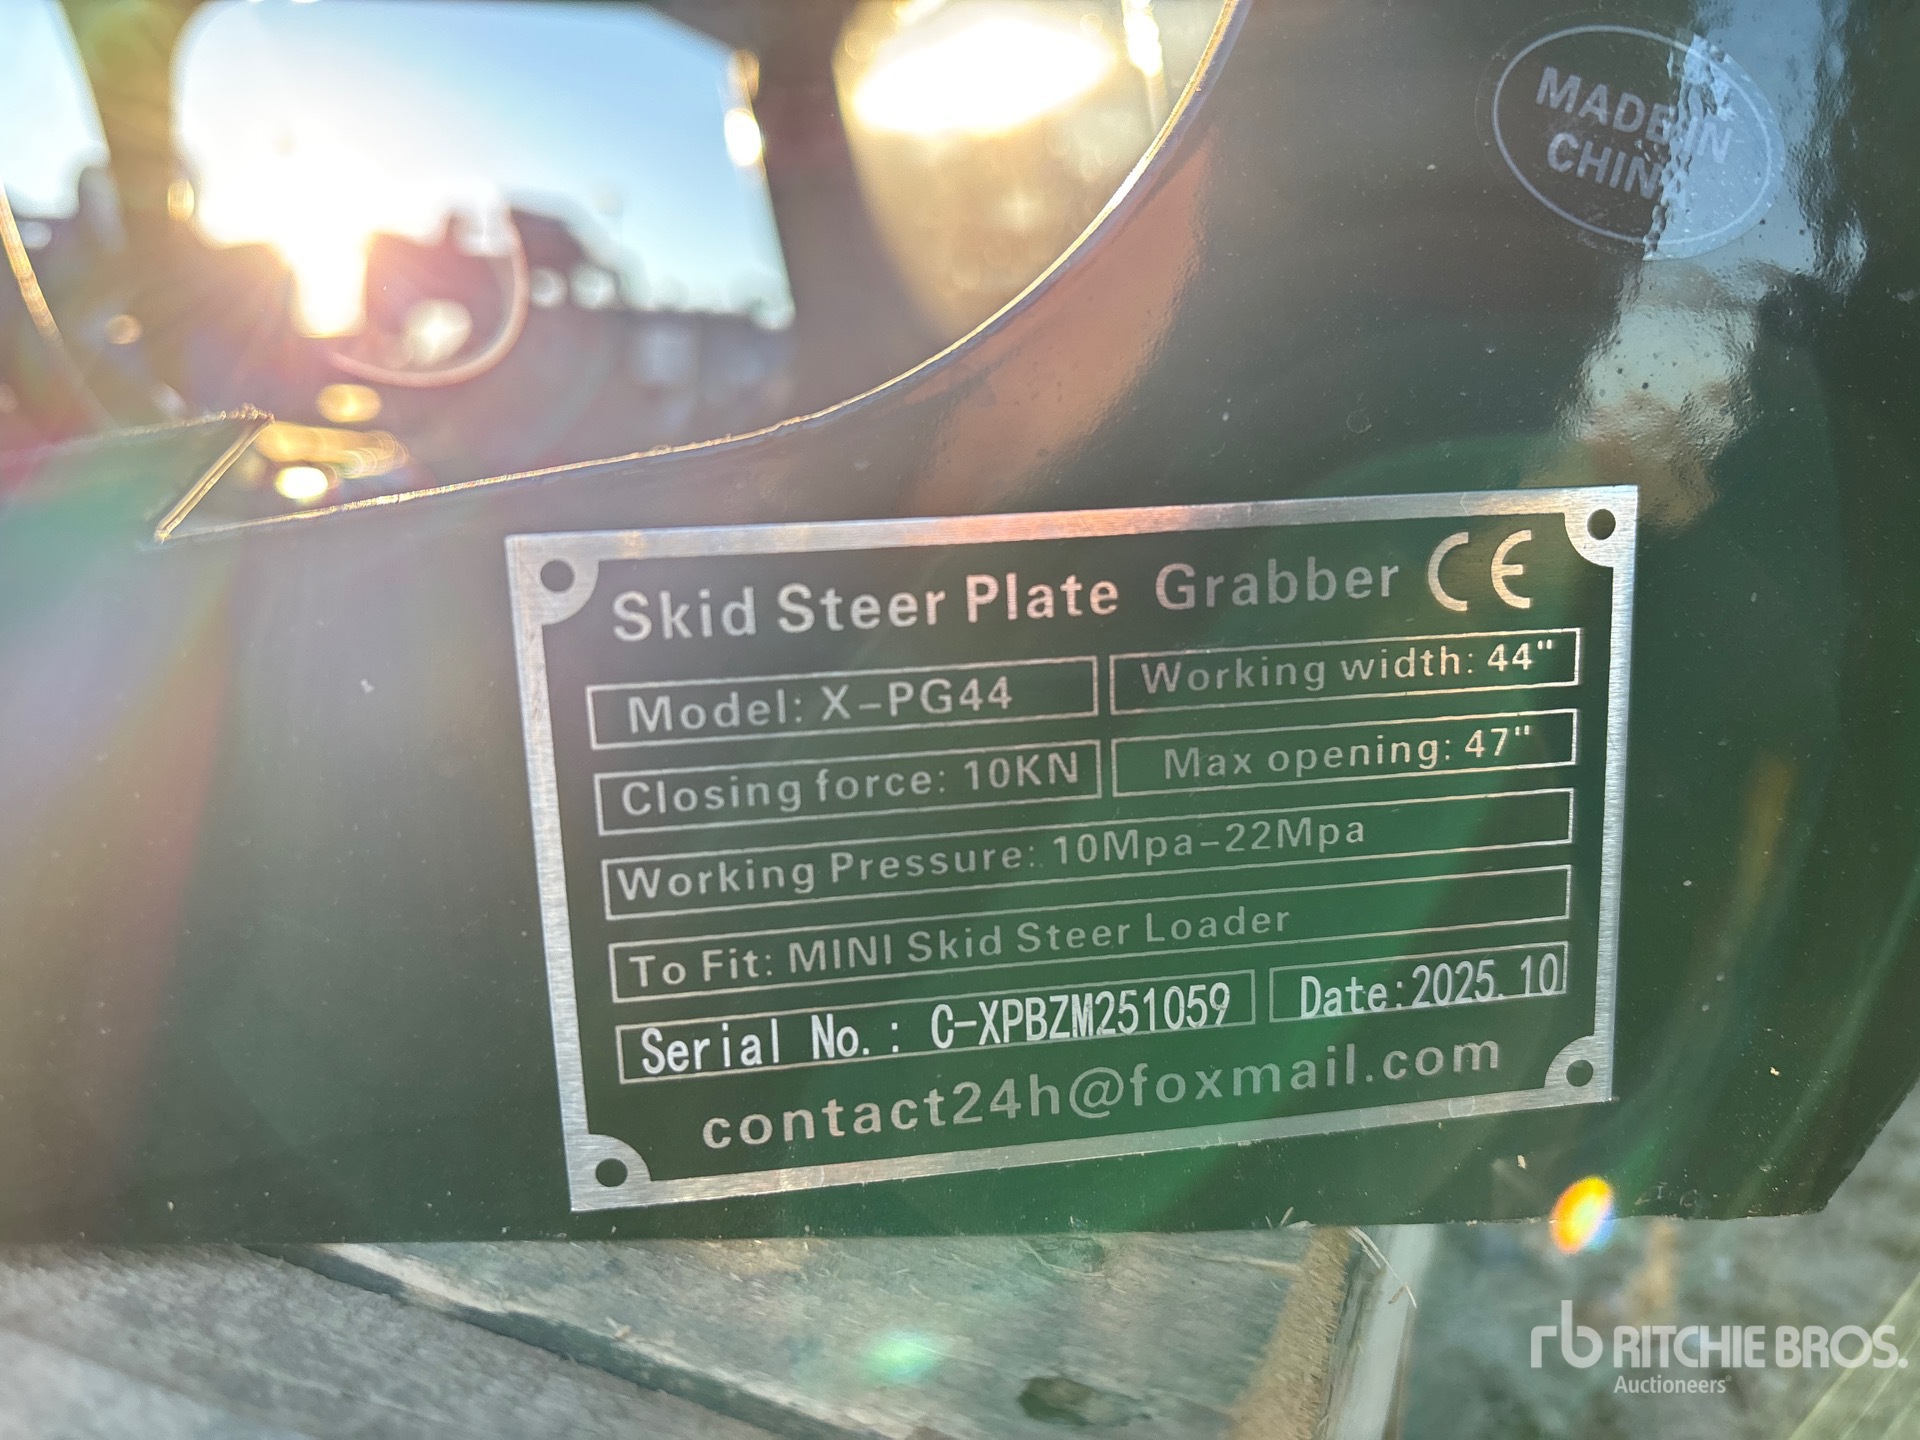 MADE IN
CHINA
Skid Steer Plate Grabber CE
Model: X-PG44
Working width: 44"
Closing force: 10KN
Max opening: 47"
Working Pressure: 10Mpa-22Mpa
To Fit: MINI Skid Steer Loader
Serial No.: C-XPBZM251059
Date:2025.10
contact24h@foxmail.com
rb RITCHIE BROS.
Auctioneers